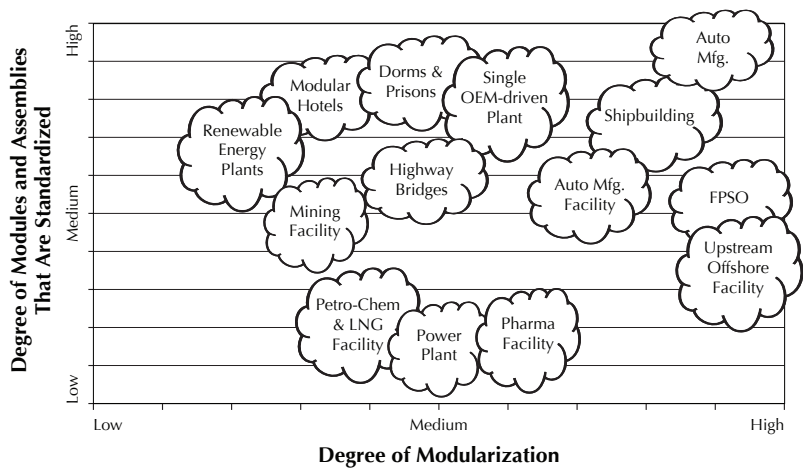 Degree of Modules and Assemblies
That Are Standardized
High
Medium
Low
Auto
Mfg.
Modular
Hotels
Dorms &
Prisons
Single
OEM-driven
Plant
Shipbuilding
Renewable
Energy
Plants
Highway
Bridges
Auto Mfg.
Facility
FPSO
Mining
Facility
Upstream
Offshore
Facility
Petro-Chem
& LNG
Facility
Power
Plant
Pharma
Facility
Low
Medium
High
Degree of Modularization